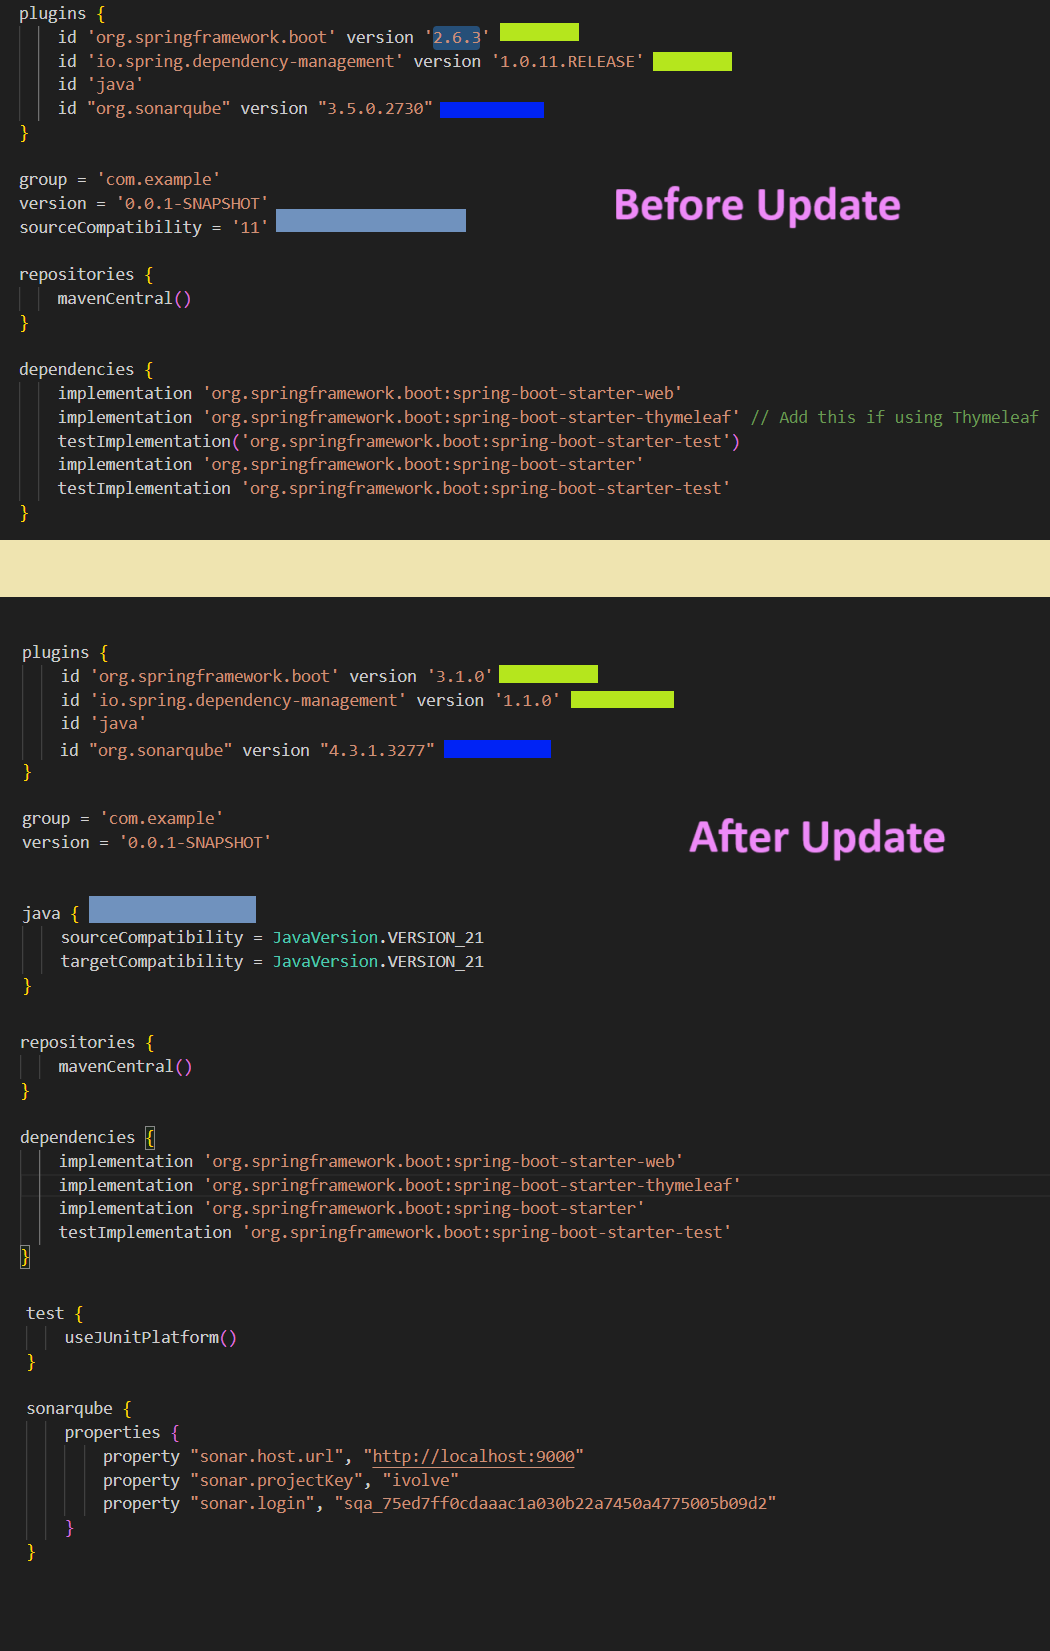 plugins {
id 'org.springframework.boot' version '2.6.3'
id 'io.spring.dependency-management' version '1.0.11.RELEASE'
id 'java'
id "org.sonarqube" version "3.5.0.2730"
}
group = 'com.example'
version = '0.0.1-SNAPSHOT'
Before Update
sourceCompatibility = '11'
repositories {
mavenCentral()
}
dependencies {
implementation 'org.springframework.boot:spring-boot-starter-web'
implementation 'org.springframework.boot:spring-boot-starter-thymeleaf' // Add this if using Thymeleaf
testImplementation('org.springframework.boot:spring-boot-starter-test')
implementation 'org.springframework.boot:spring-boot-starter'
testImplementation 'org.springframework.boot:spring-boot-starter-test'
}
plugins {
id 'org.springframework.boot' version '3.1.0'
id 'io.spring.dependency-management' version '1.1.0'
id 'java'
id "org.sonarqube" version "4.3.1.3277"
}
group = 'com.example'
version = '0.0.1-SNAPSHOT'
After Update
java {
sourceCompatibility = JavaVersion.VERSION_21
targetCompatibility = JavaVersion.VERSION_21
}
repositories {
mavenCentral()
}
dependencies {
implementation 'org.springframework.boot:spring-boot-starter-web'
implementation 'org.springframework.boot:spring-boot-starter-thymeleaf'
implementation 'org.springframework.boot:spring-boot-starter'
testImplementation 'org.springframework.boot:spring-boot-starter-test'
}
test {
useJUnitPlatform()
}
sonarqube {
properties {
property "sonar.host.url", "http://localhost:9000"
property "sonar.projectKey", "ivolve"
property "sonar.login", "sqa_75ed7ff0cdaaac1a030b22a7450a4775005b09d2"
}
}